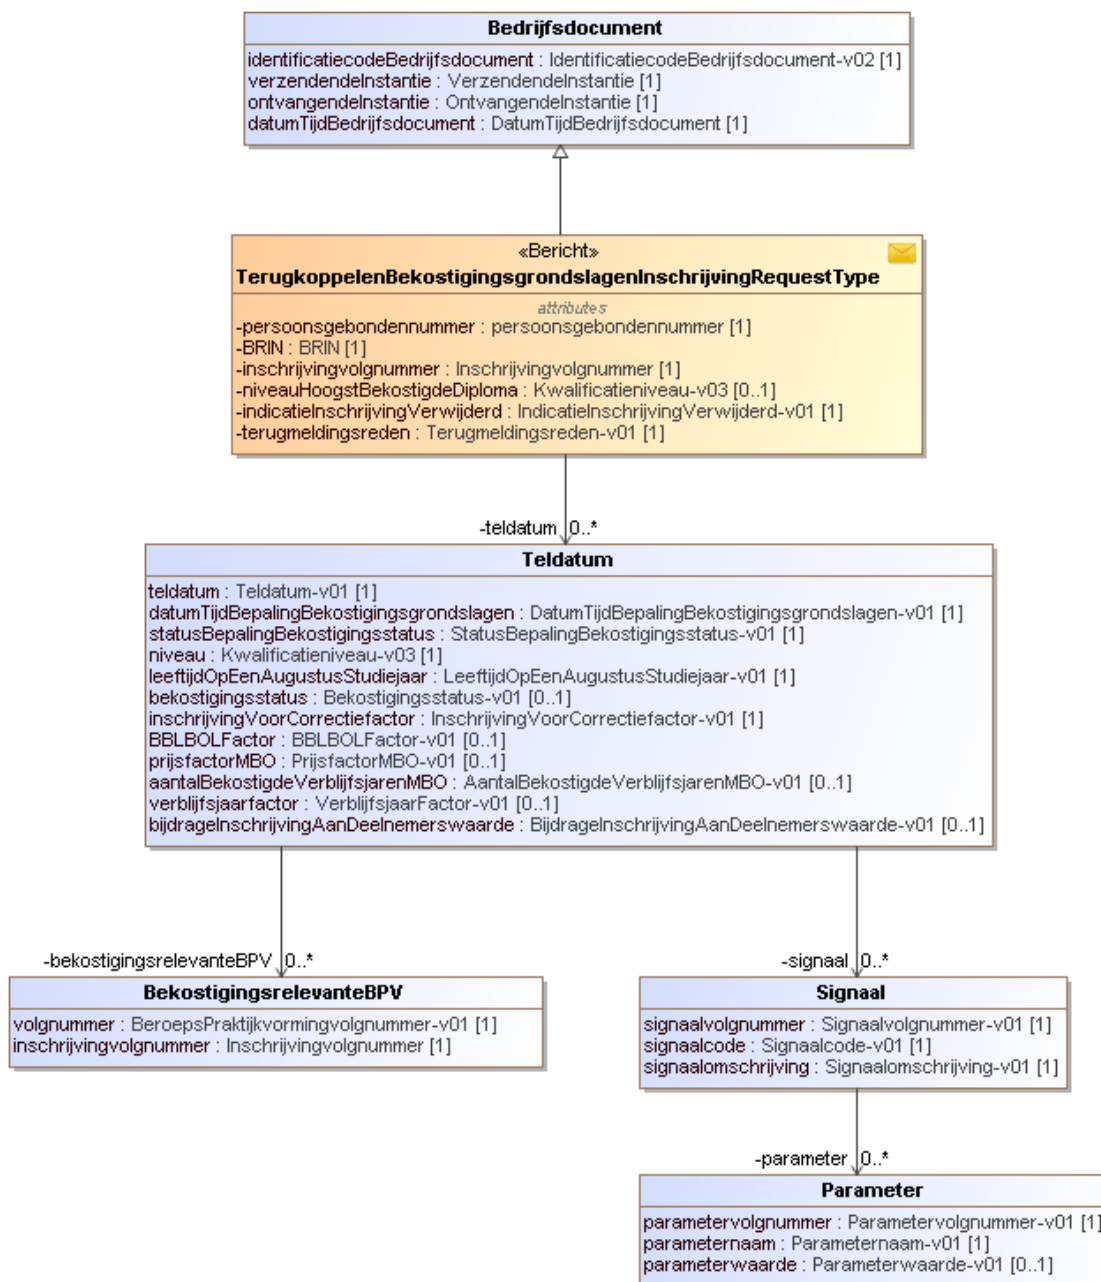 Bedrijfsdocument
identificatiecodeBedrijfsdocument : IdentificatiecodeBedrijfsdocument-v02 [1]
verzendendeInstantie : VerzendendeInstantie [1]
ontvangendeInstantie : OntvangendeInstantie [1]
datumTijdBedrijfsdocument : DatumTijdBedrijfsdocument [1]
«Bericht»
TerugkoppelenBekostigingsgrondslagenInschrijvingRequestType
attributes
-persoonsgebondennummer : persoonsgebondennummer [1]
-BRIN : BRIN [1]
-inschrijvingvolgnummer : Inschrijvingvolgnummer [1]
-niveauHoogstBekostigdeDiploma : Kwalificatieniveau-v03 [0..1]
-indicatieInschrijvingVerwijderd : IndicatieInschrijvingVerwijderd-v01 [1]
-terugmeldingsreden : Terugmeldingsreden-v01 [1]
-teldatum 0..*
Teldatum
teldatum : Teldatum-v01 [1]
datumTijdBepalingBekostigingsgrondslagen : DatumTijdBepalingBekostigingsgrondslagen-v01 [1]
statusBepalingBekostigingsstatus : StatusBepalingBekostigingsstatus-v01 [1]
niveau : Kwalificatieniveau-v03 [1]
leeftijdOpEenAugustusStudiejaar : LeeftijdOpEenAugustusStudiejaar-v01 [1]
bekostigingsstatus : Bekostigingsstatus-v01 [0..1]
inschrijvingVoorCorrectiefactor : InschrijvingVoorCorrectiefactor-v01 [1]
BBLBOLFactor : BBLBOLFactor-v01 [0..1]
prijsfactorMBO : PrijsfactorMBO-v01 [0..1]
aantalBekostigdeVerblijfsjarenMBO : AantalBekostigdeVerblijfsjarenMBO-v01 [0..1]
verblijfsjaarfactor : VerblijfsjaarFactor-v01 [0..1]
bijdrageInschrijvingAanDeelnemerswaarde : BijdrageInschrijvingAanDeelnemerswaarde-v01 [0..1]
-bekostigingsrelevanteBPV 0..*
BekostigingsrelevanteBPV
volgnummer : BeroepsPraktijkvormingvolgnummer-v01 [1]
inschrijvingvolgnummer : Inschrijvingvolgnummer [1]
-signaal 0..*
Signaal
signaalvolgnummer : Signaalvolgnummer-v01 [1]
signaalcode : Signaalcode-v01 [1]
signaalomschrijving : Signaalomschrijving-v01 [1]
-parameter 0..*
Parameter
parametervolgnummer : Parametervolgnummer-v01 [1]
parameternaam : Parameternaam-v01 [1]
parameterwaarde : Parameterwaarde-v01 [0..1]